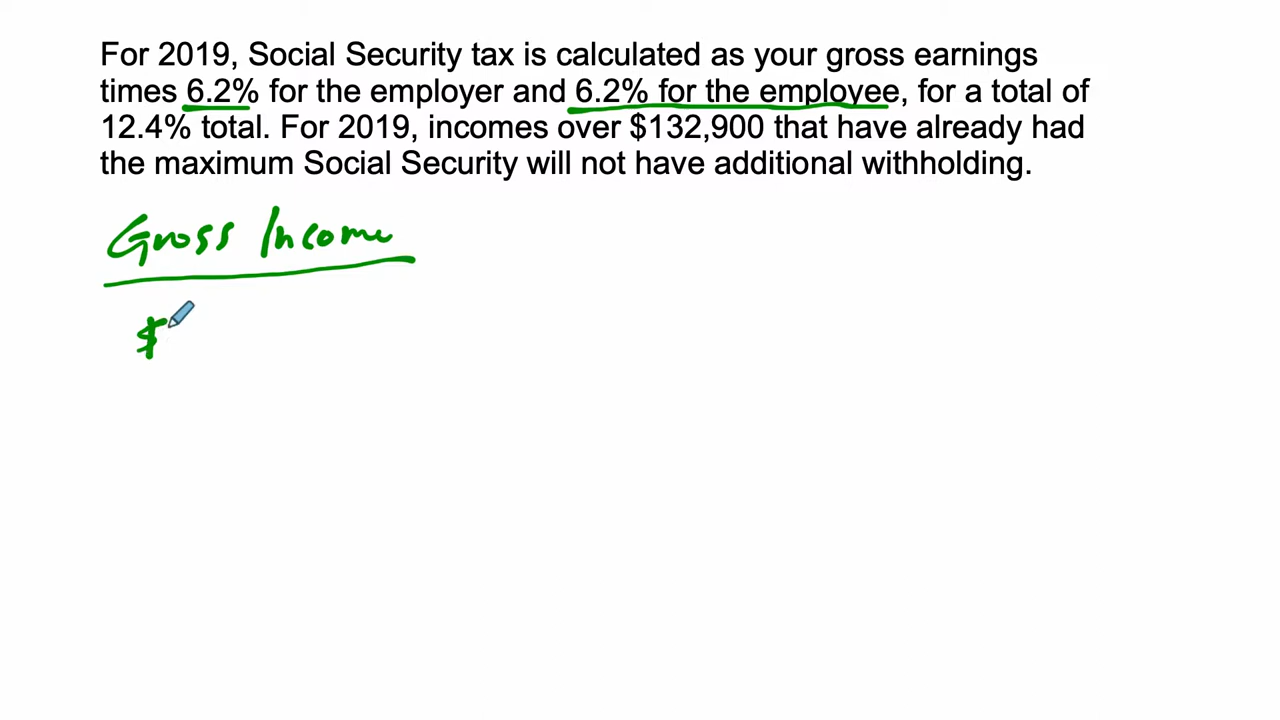 For 2019, Social Security tax is calculated as your gross earnings
times 6.2% for the employer and 6.2% for the employee, for a total of
12.4% total. For 2019, incomes over $132,900 that have already had
the maximum Social Security will not have additional withholding.
Gross Income
$